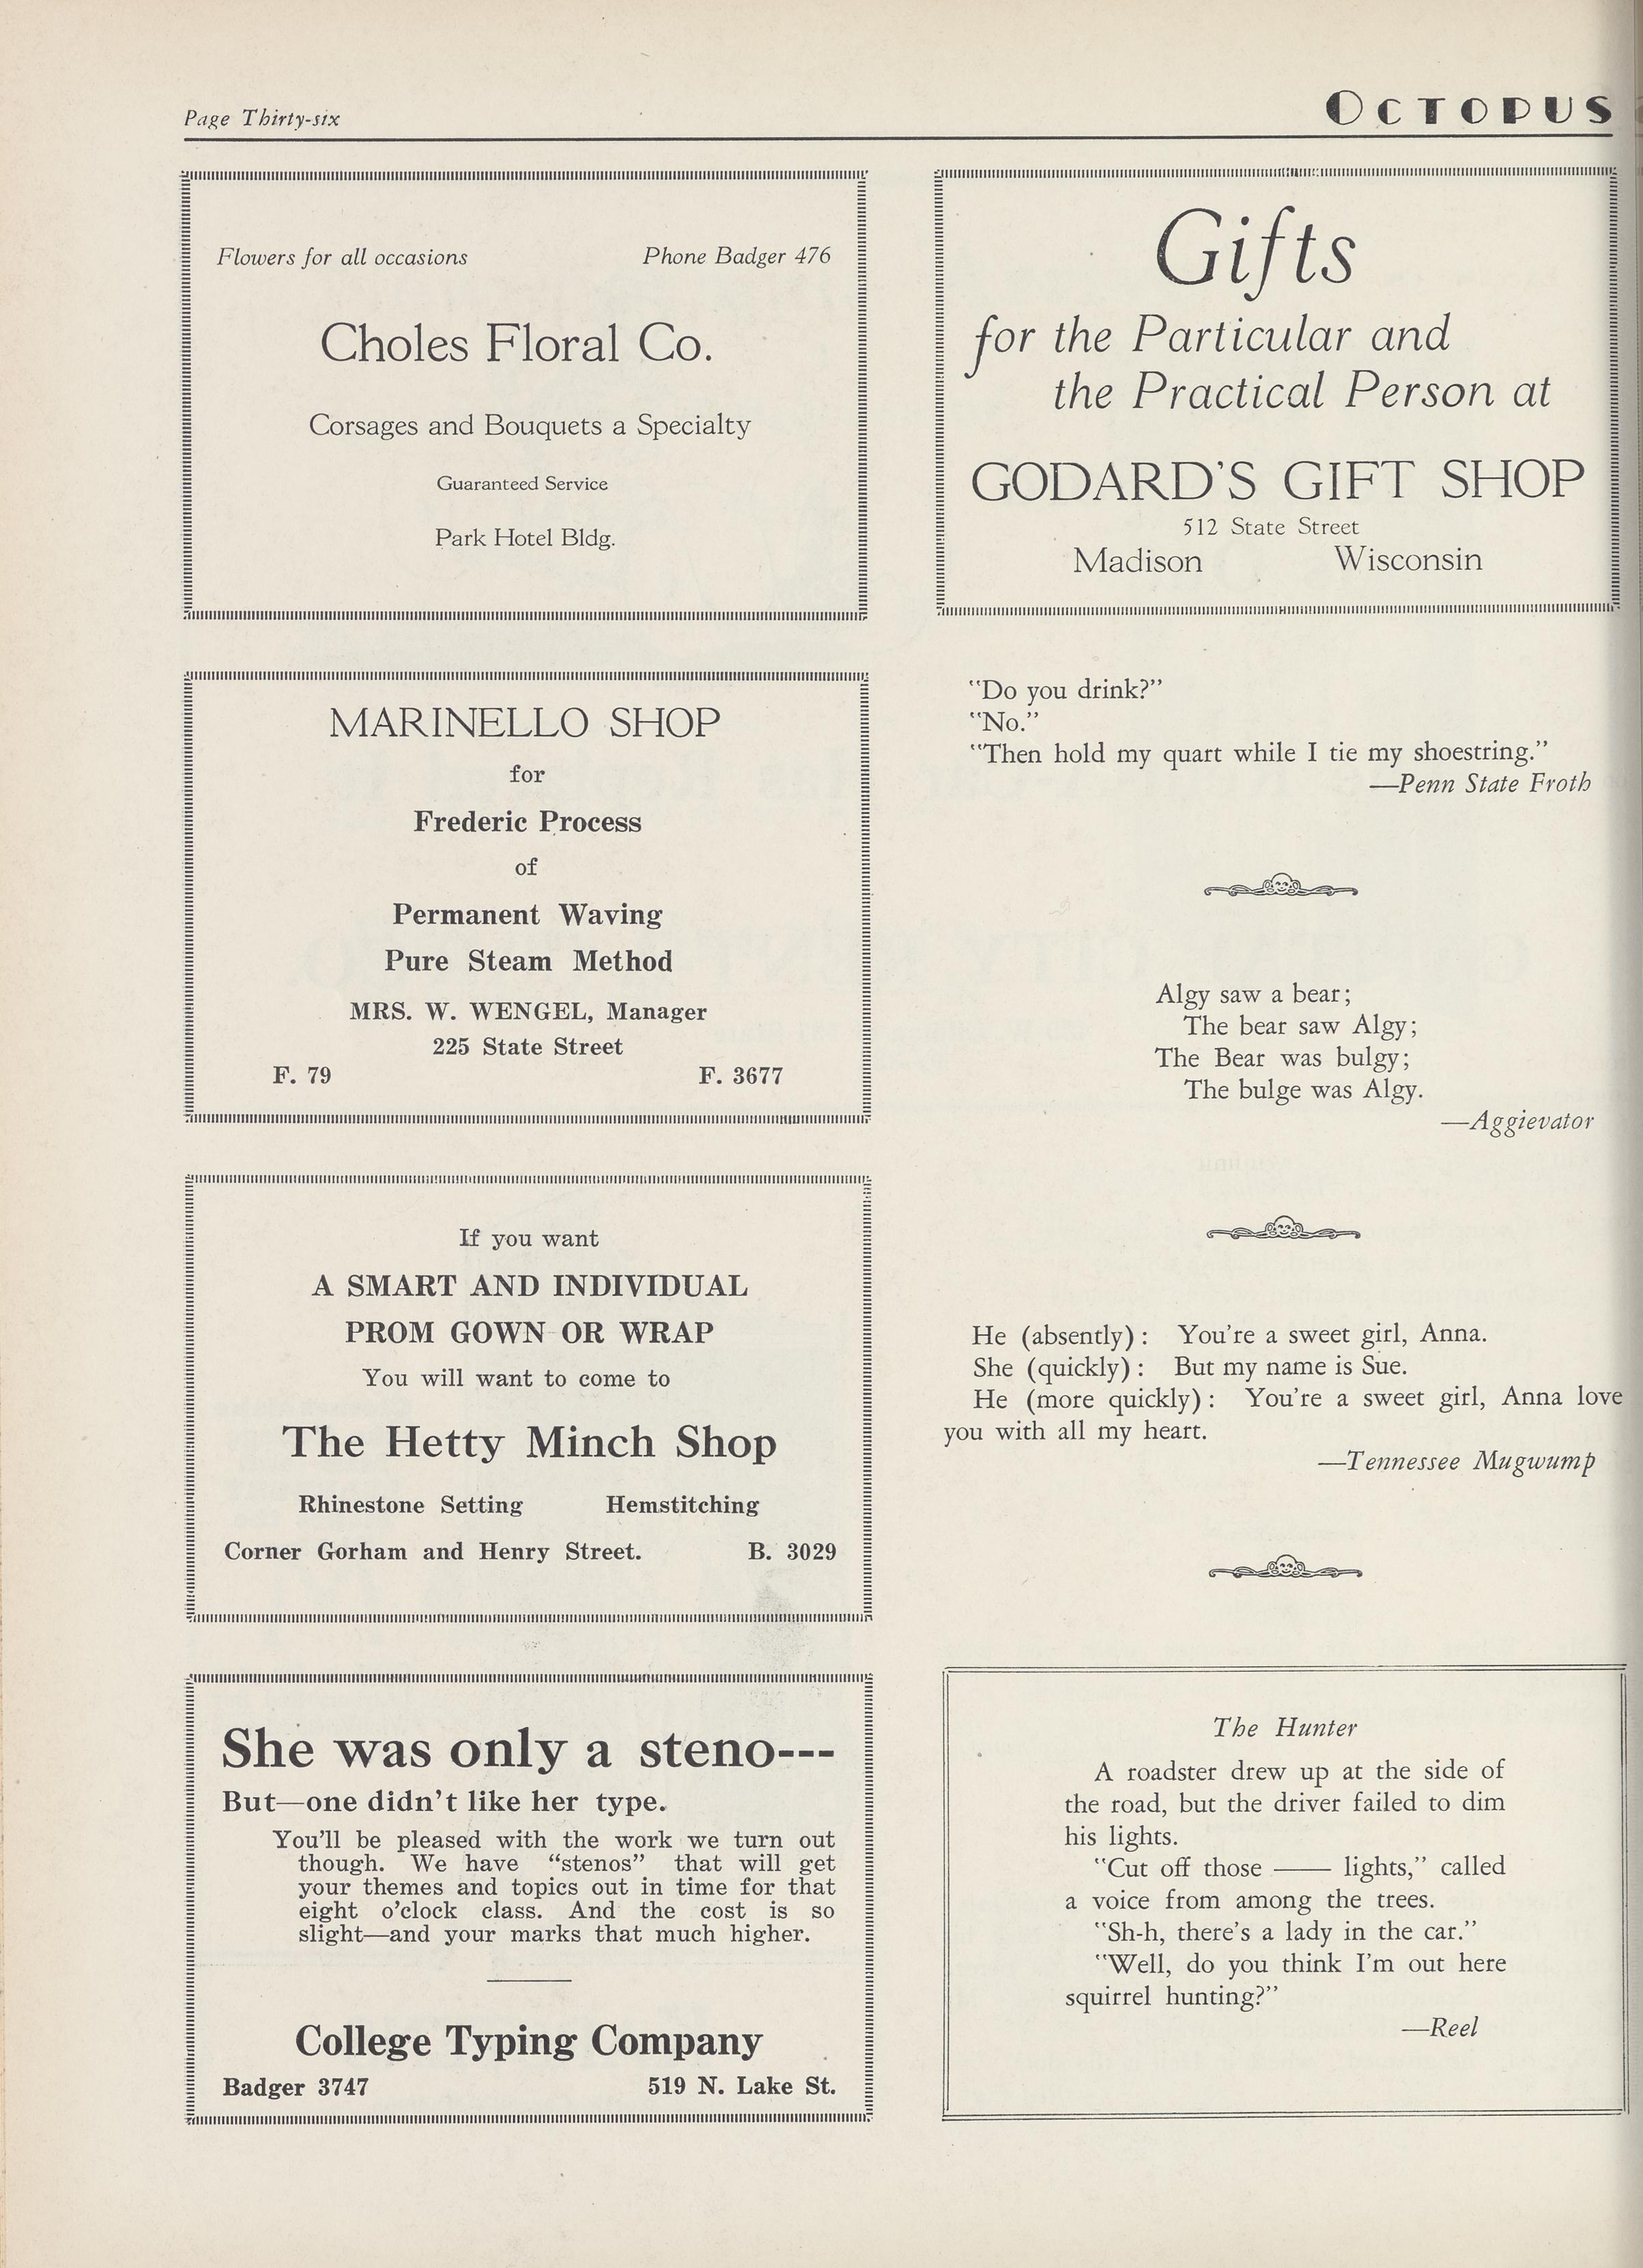 Page Thirty-six
OCTOPUS
Flowers for all occasions Phone Badger 476
Choles Floral Co.
Corsages and Bouquets a Specialty
Guaranteed Service
Park Hotel Bldg.
MARINELLO SHOP
for
Frederic Process
of
Permanent Waving
Pure Steam Method
MRS. W. WENGEL, Manager
225 State Street
F. 79 F. 3677
If you want
A SMART AND INDIVIDUAL
PROM GOWN OR WRAP
You will want to come to
The Hetty Minch Shop
Rhinestone Setting Hemstitching
Corner Gorham and Henry Street. B. 3029
She was only a steno---
But—one didn't like her type.
You'll be pleased with the work we turn out
though. We have "stenos" that will get
your themes and topics out in time for that
eight o'clock class. And the cost is so
slight—and your marks that much higher.
College Typing Company
Badger 3747 519 N. Lake St.
Gifts
for the Particular and
the Practical Person at
GODARD'S GIFT SHOP
512 State Street
Madison Wisconsin
"Do you drink?"
"No."
"Then hold my quart while I tie my shoestring."
—Penn State Froth
Algy saw a bear;
The bear saw Algy;
The Bear was bulgy;
The bulge was Algy.
—Aggievator
He (absently): You're a sweet girl, Anna.
She (quickly): But my name is Sue.
He (more quickly): You're a sweet girl, Anna love
you with all my heart.
—Tennessee Mugwump
The Hunter
A roadster drew up at the side of
the road, but the driver failed to dim
his lights.
"Cut off those —— lights," called
a voice from among the trees.
"Sh-h, there's a lady in the car."
"Well, do you think I'm out here
squirrel hunting?"
—Reel